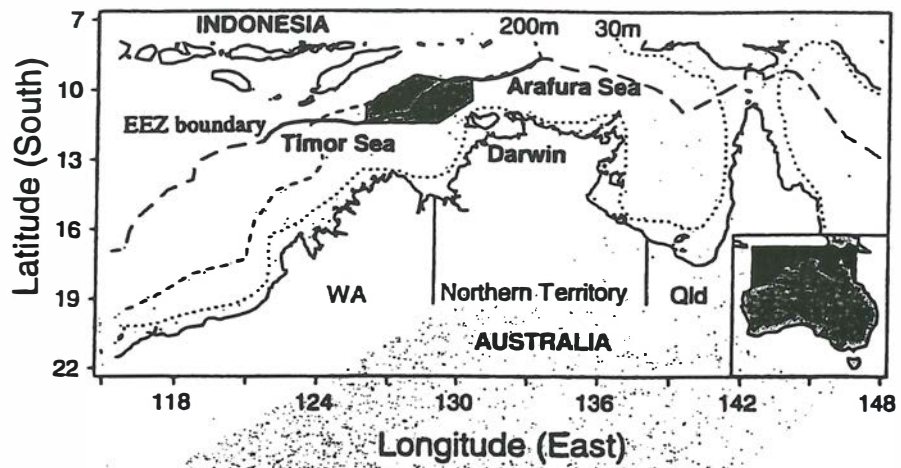 INDONESIA
200m 30m
Arafura Sea
EEZ boundary
Timor Sea
Darwin
WA
Northern Territory
Qld
AUSTRALIA
Latitude (South)
7
10
13
16
19
22
118 124 130 136 142 148
Longitude (East)